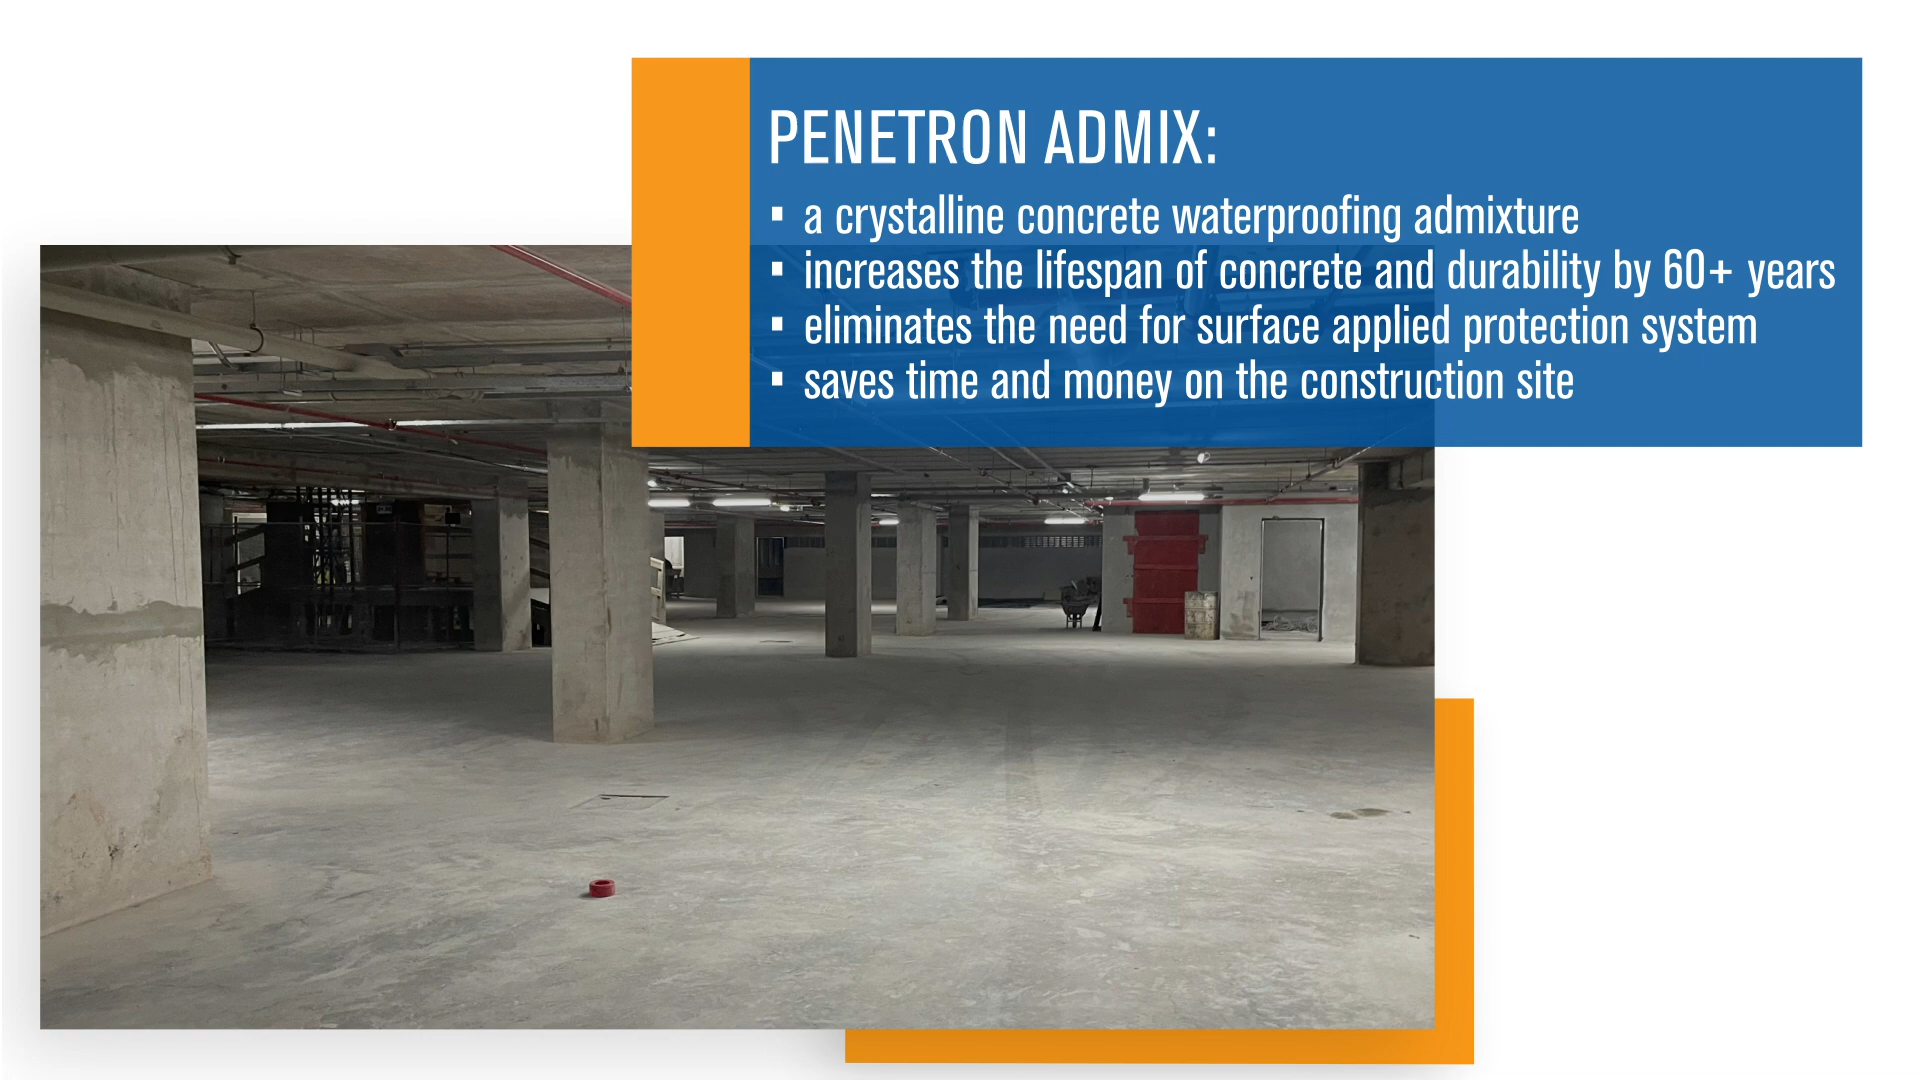 PENETRON ADMIX:
▪ a crystalline concrete waterproofing admixture
▪ increases the lifespan of concrete and durability by 60+ years
▪ eliminates the need for surface applied protection system
▪ saves time and money on the construction site